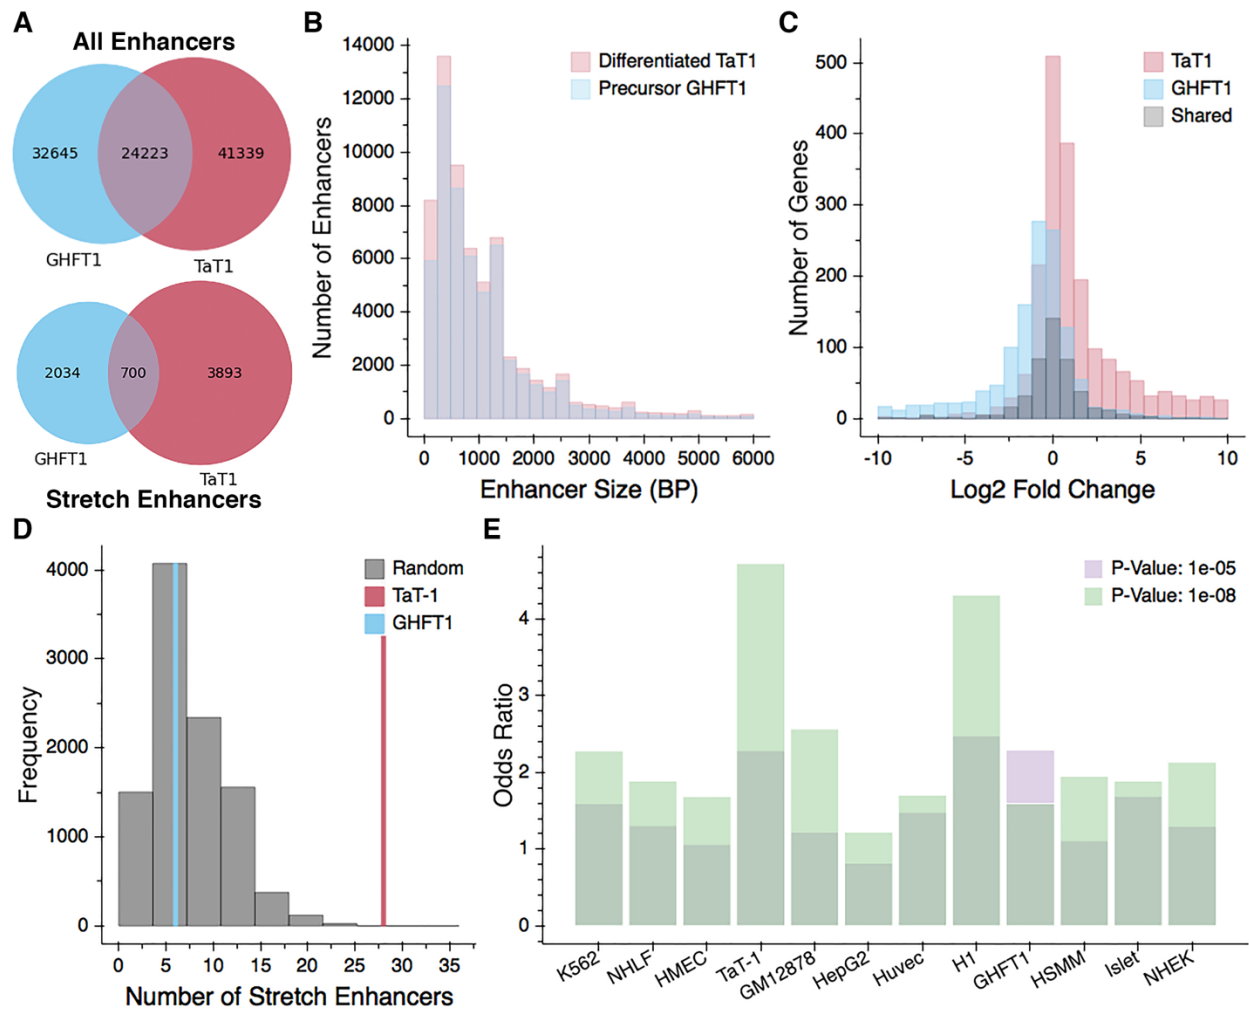 A
All Enhancers
32645
24223
41339
GHFT1
TaT1
2034
700
3893
GHFT1
TaT1
Stretch Enhancers
B
Differentiated TaT1
Precursor GHFT1
14000
12000
10000
8000
6000
4000
2000
0
Number of Enhancers
0 1000 2000 3000 4000 5000 6000
Enhancer Size (BP)
C
TaT1
GHFT1
Shared
500
400
300
200
100
0
Number of Genes
-10 -5 0 5 10
Log2 Fold Change
D
Random
TaT-1
GHFT1
4000
3000
2000
1000
0
Frequency
0 5 10 15 20 25 30 35
Number of Stretch Enhancers
E
P-Value: 1e-05
P-Value: 1e-08
4
3
2
1
0
Odds Ratio
K562 NHLF HMEC TaT-1 GM12878 HepG2 Huvec H1 GHFT1 HSMM Islet NHEK